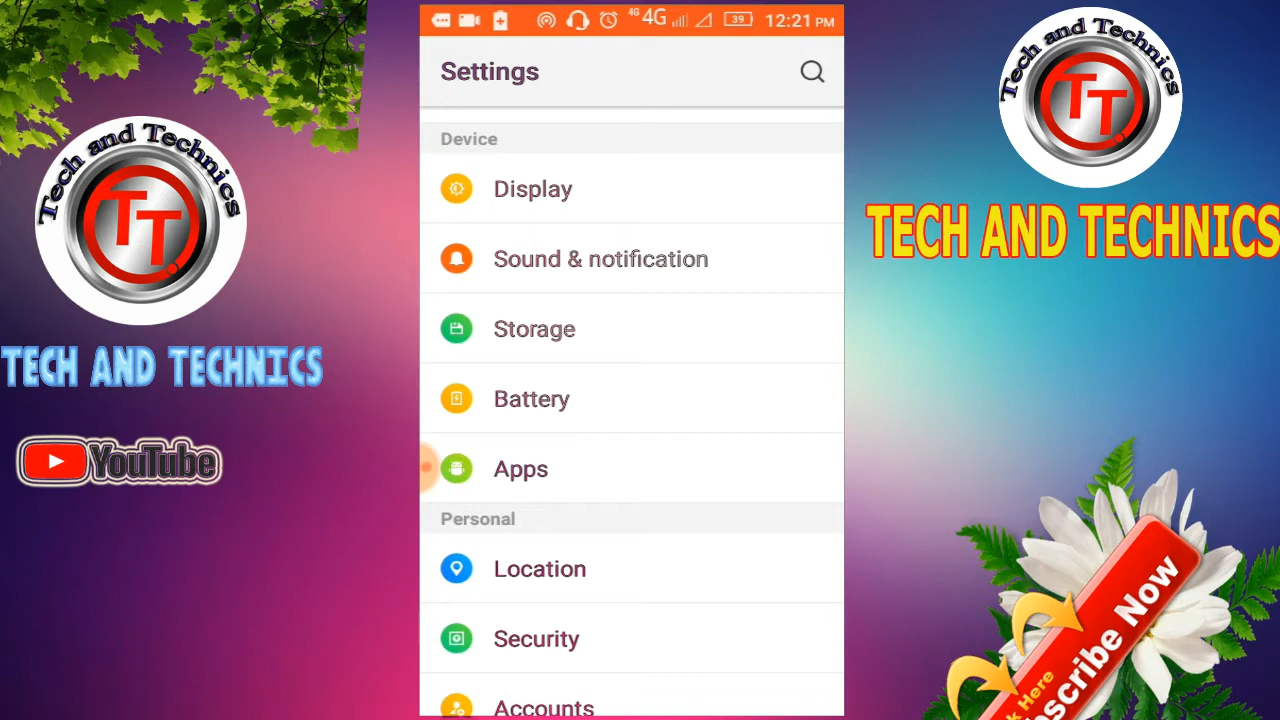 Tech and Technics
TT
TECH AND TECHNICS
YouTube
4G 4G 39 12:21 PM
Settings
Device
Display
Sound & notification
Storage
Battery
Apps
Personal
Location
Security
Accounts
Tech and Technics
TT
TECH AND TECHNICS
Here
Now